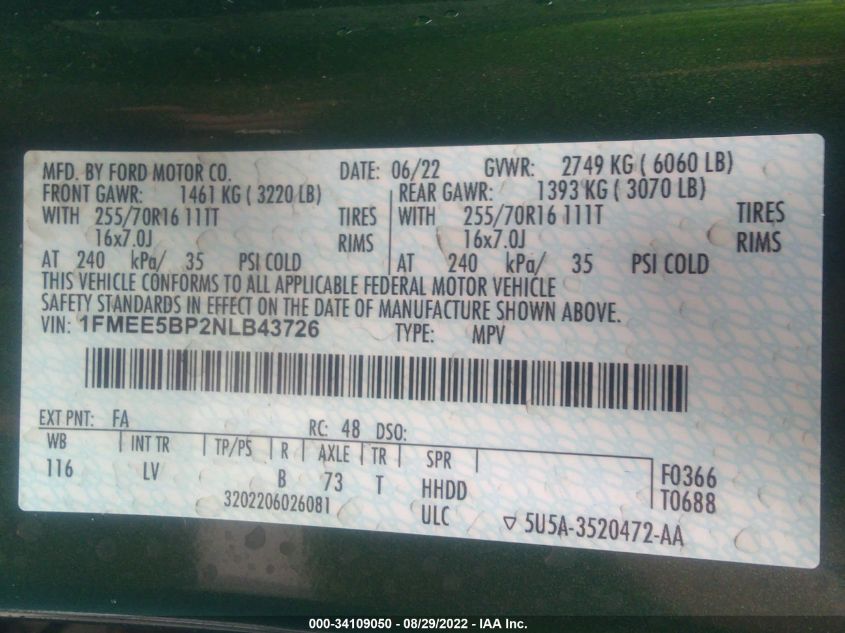 MFD. BY FORD MOTOR CO. DATE: 06/22 GVWR: 2749 KG ( 6060 LB)
FRONT GAWR: 1461 KG ( 3220 LB) REAR GAWR: 1393 KG ( 3070 LB)
WITH 255/70R16 111T TIRES WITH 255/70R16 111T TIRES
16x7.0J RIMS 16x7.0J RIMS
AT 240 kPa/ 35 PSI COLD AT 240 kPa/ 35 PSI COLD
THIS VEHICLE CONFORMS TO ALL APPLICABLE FEDERAL MOTOR VEHICLE
SAFETY STANDARDS IN EFFECT ON THE DATE OF MANUFACTURE SHOWN ABOVE.
VIN: 1FMEE5BP2NLB43726 TYPE: MPV
EXT PNT: FA RC: 48 DSO:
WB INT TR TP/PS R AXLE TR SPR
116 LV B 73 T HHDD F0366
3202206026081 ULC T0688
5U5A-3520472-AA
000-34109050 - 08/29/2022 - IAA Inc.